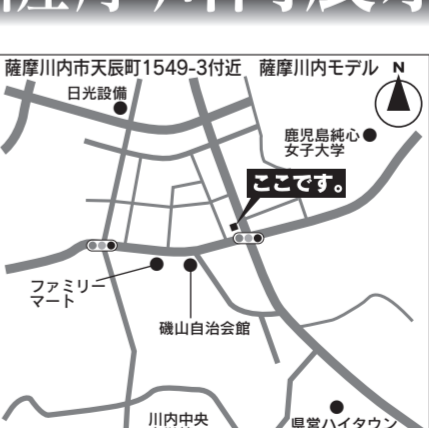 薩摩川内市天辰町1549-3付近 薩摩川内モデル
N
日光設備
鹿児島純心
女子大学
ここです。
ファミリー
マート
磯山自治会館
川内中央
県営ハイタウン